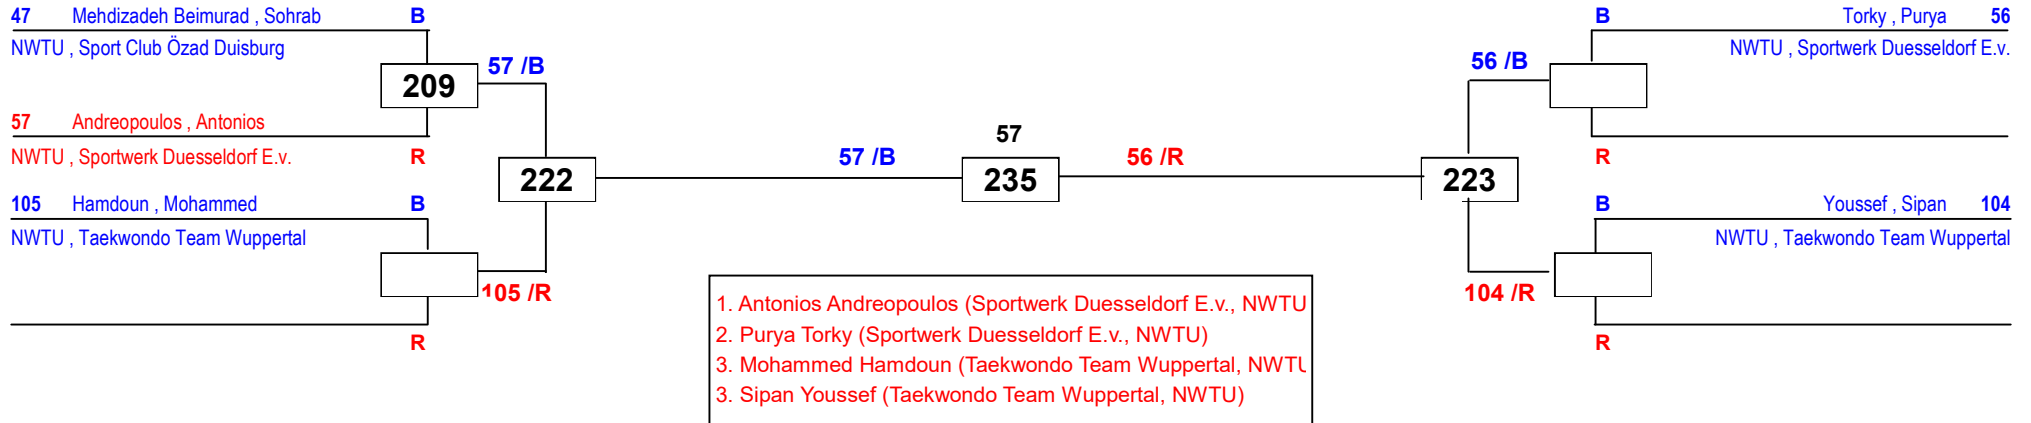 47 Mehdizadeh Beimurad , Sohrab B
NWTU , Sport Club Özad Duisburg
209
57 /B
57 Andreopoulos , Antonios
NWTU , Sportwerk Duesseldorf E.v. R
222
105 Hamdoun , Mohammed B
NWTU , Taekwondo Team Wuppertal
105 /R
R
57 /B
57
235
56 /R
B Torky , Purya 56
NWTU , Sportwerk Duesseldorf E.v.
56 /B
R
223
B Youssef , Sipan 104
NWTU , Taekwondo Team Wuppertal
104 /R
R
1. Antonios Andreopoulos (Sportwerk Duesseldorf E.v., NWTU
2. Purya Torky (Sportwerk Duesseldorf E.v., NWTU)
3. Mohammed Hamdoun (Taekwondo Team Wuppertal, NWTU
3. Sipan Youssef (Taekwondo Team Wuppertal, NWTU)